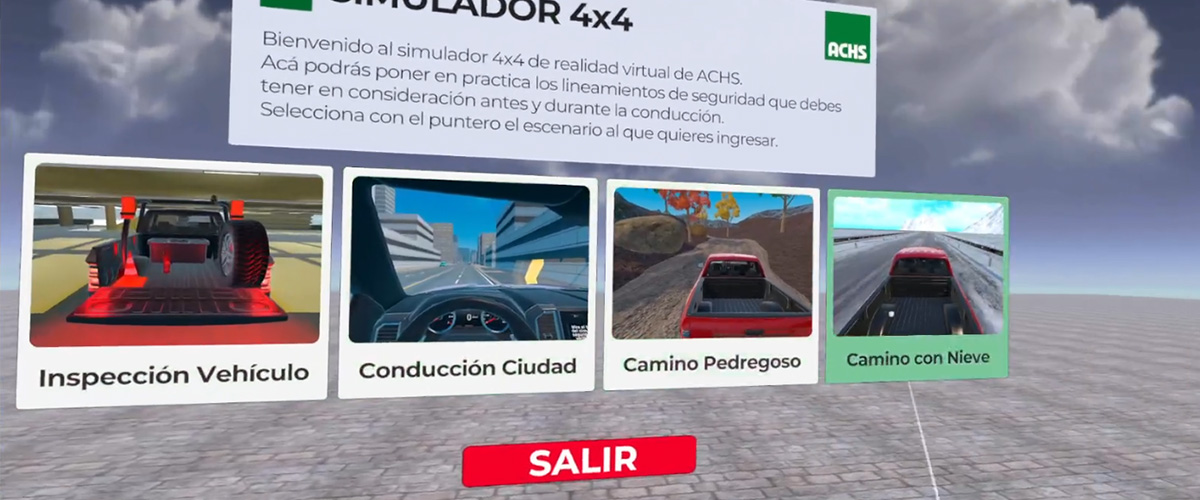 SIMULADOR 4x4
ACHS
Bienvenido al simulador 4x4 de realidad virtual de ACHS.
Acá podrás poner en practica los lineamientos de seguridad que debes
tener en consideración antes y durante la conducción.
Selecciona con el puntero el escenario al que quieres ingresar.
Inspección Vehículo
Conducción Ciudad
Camino Pedregoso
Camino con Nieve
SALIR